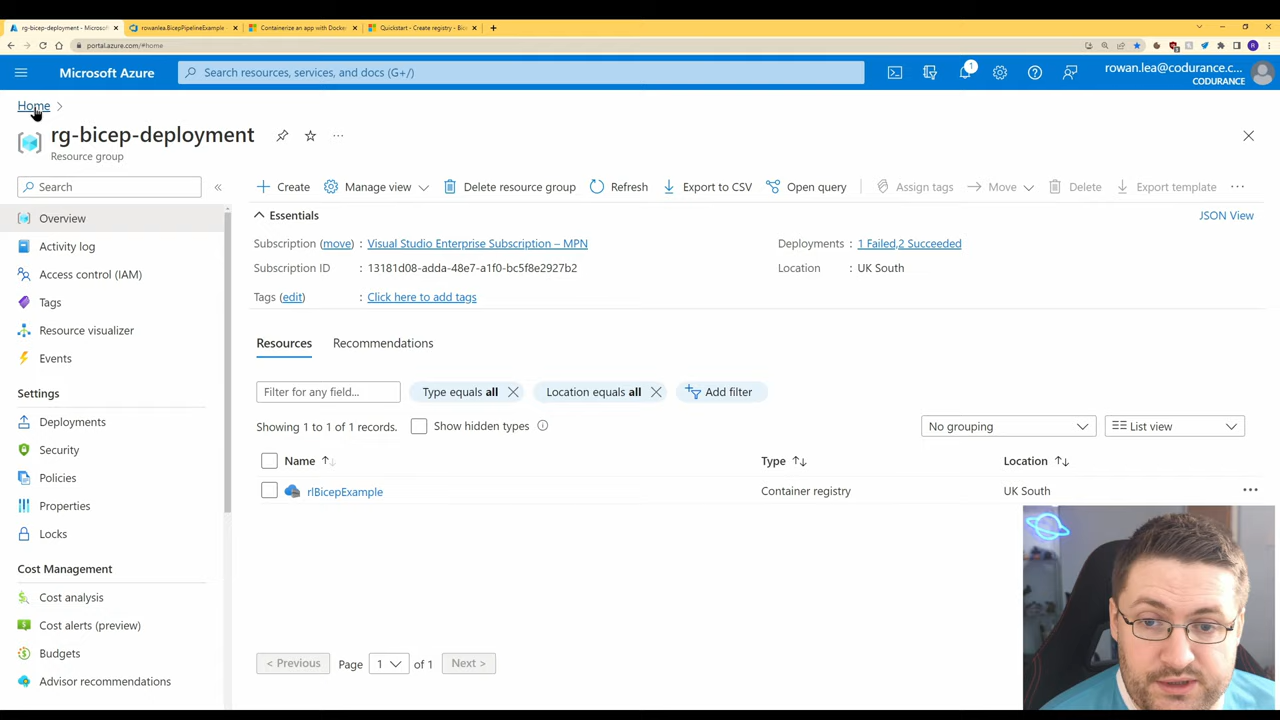 rg-bicep-deployment - Microsoft
rowanlea.BicepPipelineExample
Containerize an app with Docker
Quickstart - Create registry - Bic
portal.azure.com/#home
Microsoft Azure
Search resources, services, and docs (G+/)
1
rowan.lea@codurance.c...
CODURANCE
Home >
rg-bicep-deployment
Resource group
Search
Create
Manage view
Delete resource group
Refresh
Export to CSV
Open query
Assign tags
Move
Delete
Export template
Overview
Activity log
Access control (IAM)
Tags
Resource visualizer
Events
Settings
Deployments
Security
Policies
Properties
Locks
Cost Management
Cost analysis
Cost alerts (preview)
Budgets
Advisor recommendations
Essentials
JSON View
Subscription (move) : Visual Studio Enterprise Subscription – MPN
Subscription ID : 13181d08-adda-48e7-a1f0-bc5f8e2927b2
Tags (edit) : Click here to add tags
Deployments : 1 Failed,2 Succeeded
Location : UK South
Resources
Recommendations
Filter for any field...
Type equals all
Location equals all
Add filter
Showing 1 to 1 of 1 records.
Show hidden types
No grouping
List view
Name
Type
Location
rlBicepExample
Container registry
UK South
< Previous
Page 1 of 1
Next >